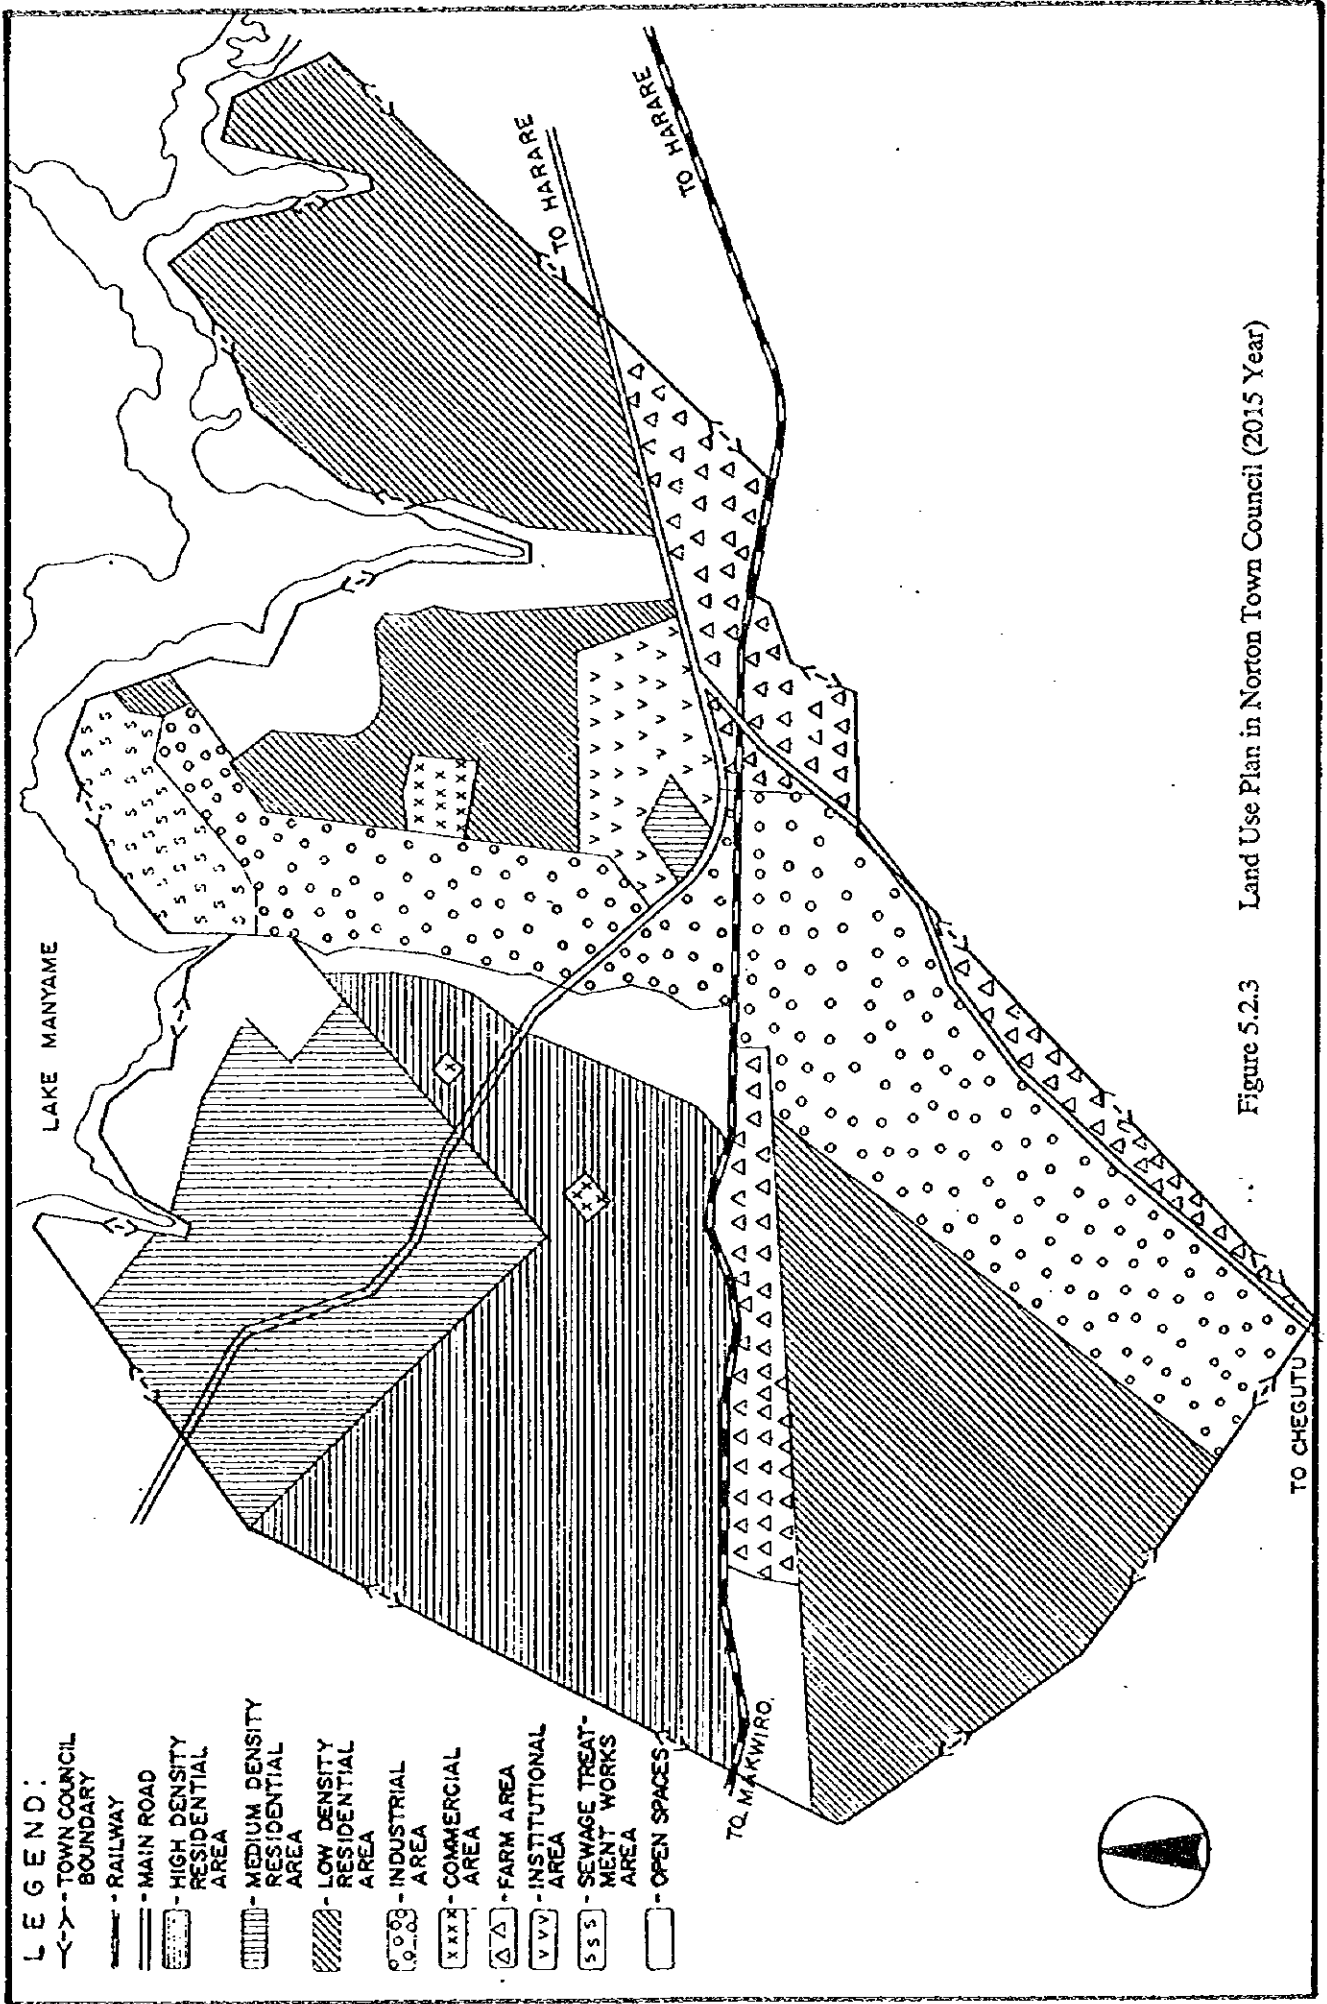 LEGEND:
TOWN COUNCIL
BOUNDARY
RAILWAY
MAIN ROAD
HIGH DENSITY
RESIDENTIAL
AREA
MEDIUM DENSITY
RESIDENTIAL
AREA
LOW DENSITY
RESIDENTIAL
AREA
INDUSTRIAL
AREA
COMMERCIAL
AREA
FARM AREA
INSTITUTIONAL
AREA
SEWAGE TREAT-
MENT WORKS
AREA
OPEN SPACES
LAKE MANYAME
TO HARARE
TO HARARE
TO MAKWIRO
TO CHEGUTU
Figure 5.2.3 Land Use Plan in Norton Town Council (2015 Year)